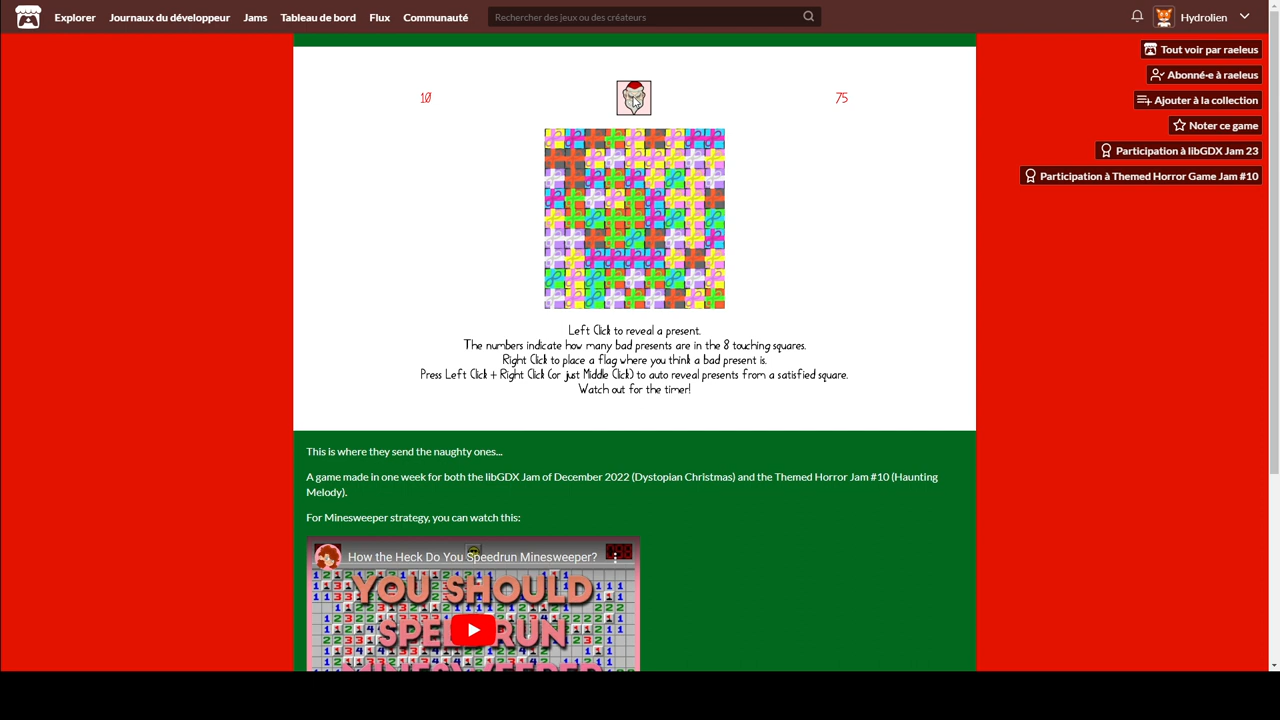 Explorer
Journaux du développeur
Jams
Tableau de bord
Flux
Communauté
Rechercher des jeux ou des créateurs
Hydrolien
Tout voir par raeleus
Abonné·e à raeleus
Ajouter à la collection
Noter ce game
Participation à libGDX Jam 23
Participation à Themed Horror Game Jam #10
10
75
Left Click to reveal a present.
The numbers indicate how many bad presents are in the 8 touching squares.
Right Click to place a flag where you think a bad present is.
Press Left Click + Right Click (or just Middle Click) to auto reveal presents from a satisfied square.
Watch out for the timer!
This is where they send the naughty ones...
A game made in one week for both the libGDX Jam of December 2022 (Dystopian Christmas) and the Themed Horror Jam #10 (Haunting
Melody).
For Minesweeper strategy, you can watch this:
How the Heck Do You Speedrun Minesweeper?
YOU SHOULD
SPEEDRUN
MINESWEEPER